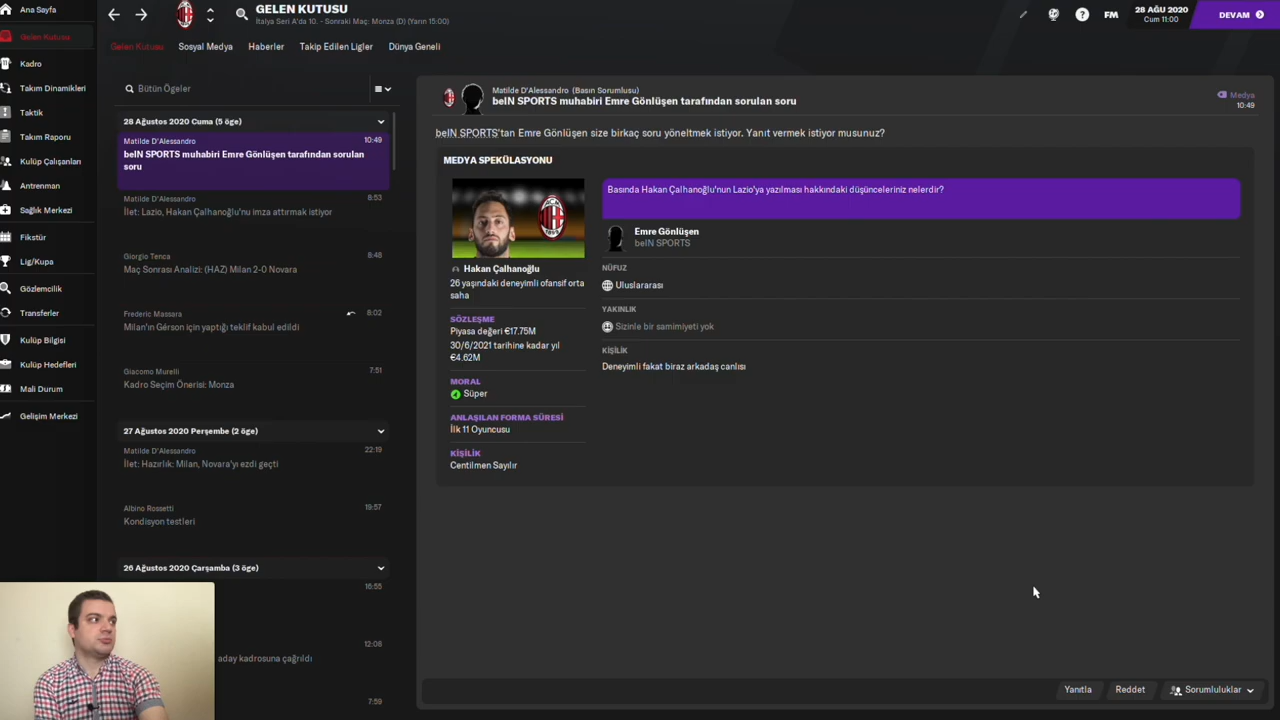 Ana Sayfa
Gelen Kutusu
Kadro
Takım Dinamikleri
Taktik
Takım Raporu
Kulüp Çalışanları
Antrenman
Sağlık Merkezi
Fikstür
Lig/Kupa
Gözlemcilik
Transferler
Kulüp Bilgisi
Kulüp Hedefleri
Mali Durum
Gelişim Merkezi
GELEN KUTUSU
İtalya Seri A'da 10. - Sonraki Maç: Monza (D) (Yarın 15:00)
FM
28 AĞU 2020
Cum 11:00
DEVAM
Gelen Kutusu
Sosyal Medya
Haberler
Takip Edilen Ligler
Dünya Geneli
Bütün Ögeler
28 Ağustos 2020 Cuma (5 öge)
Matilde D'Alessandro 10:49
beIN SPORTS muhabiri Emre Gönlüşen tarafından sorulan
soru
Matilde D'Alessandro 8:53
İlet: Lazio, Hakan Çalhanoğlu'nu imza attırmak istiyor
Giorgio Tenca 8:48
Maç Sonrası Analizi: (HAZ) Milan 2-0 Novara
Frederic Massara 8:02
Milan'ın Gérson için yaptığı teklif kabul edildi
Giacomo Murelli 7:51
Kadro Seçim Önerisi: Monza
27 Ağustos 2020 Perşembe (2 öge)
Matilde D'Alessandro 22:19
İlet: Hazırlık: Milan, Novara'yı ezdi geçti
Albino Rossetti 19:57
Kondisyon testleri
26 Ağustos 2020 Çarşamba (3 öge)
16:55
12:08
aday kadrosuna çağrıldı
7:59
Matilde D'Alessandro (Basın Sorumlusu)
beIN SPORTS muhabiri Emre Gönlüşen tarafından sorulan soru
Medya
10:49
beIN SPORTS'tan Emre Gönlüşen size birkaç soru yöneltmek istiyor. Yanıt vermek istiyor musunuz?
MEDYA SPEKÜLASYONU
Hakan Çalhanoğlu
26 yaşındaki deneyimli ofansif orta
saha
SÖZLEŞME
Piyasa değeri €17.75M
30/6/2021 tarihine kadar yıl
€4.62M
MORAL
Süper
ANLAŞILAN FORMA SÜRESİ
İlk 11 Oyuncusu
KİŞİLİK
Centilmen Sayılır
Basında Hakan Çalhanoğlu'nun Lazio'ya yazılması hakkındaki düşünceleriniz nelerdir?
Emre Gönlüşen
beIN SPORTS
NÜFUZ
Uluslararası
YAKINLIK
Sizinle bir samimiyeti yok
KİŞİLİK
Deneyimli fakat biraz arkadaş canlısı
Yanıtla
Reddet
Sorumluluklar